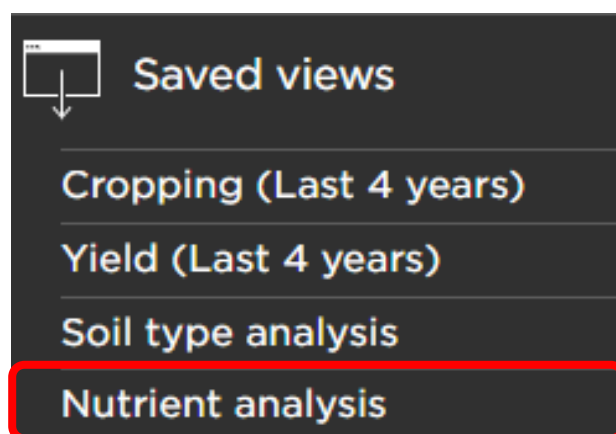 Saved views
Cropping (Last 4 years)
Yield (Last 4 years)
Soil type analysis
Nutrient analysis